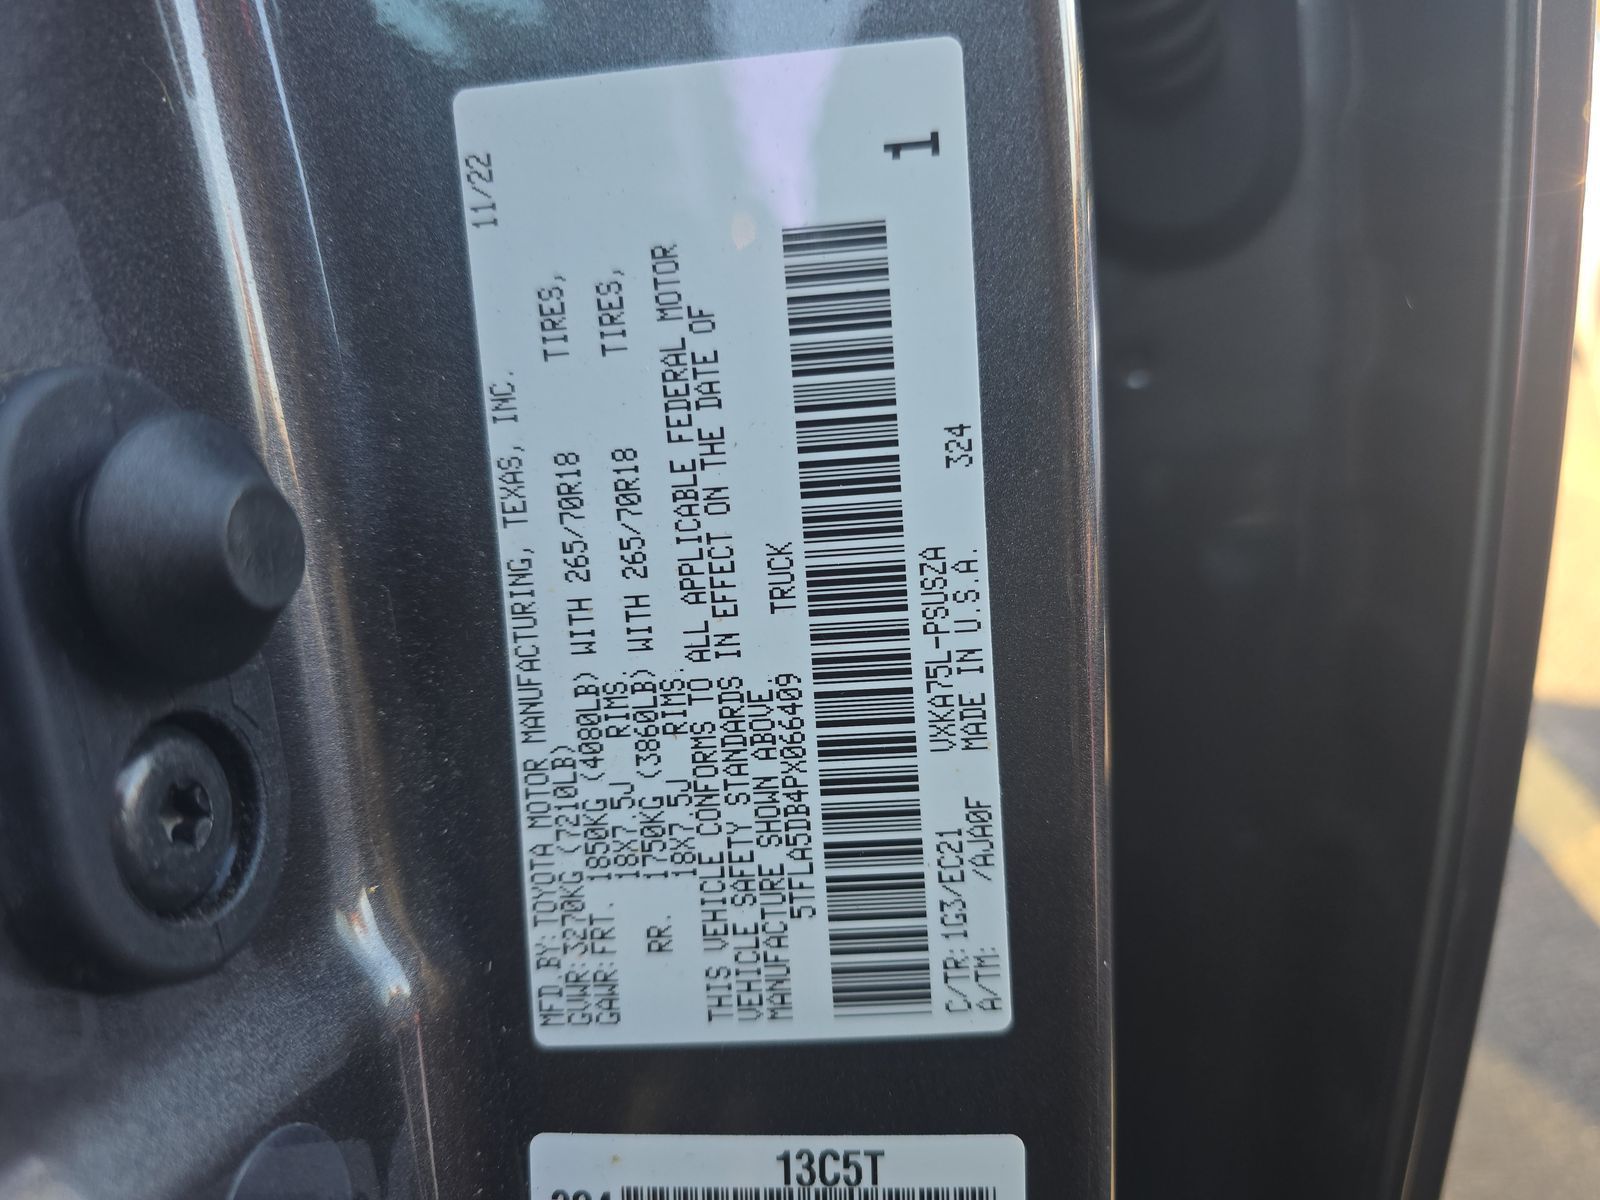 MFD.BY:TOYOTA MOTOR MANUFACTURING, TEXAS, INC. 11/22
GVWR:3270KG (7210LB)
GAWR:FRT. 1850KG (4080LB) WITH 265/70R18 TIRES,
18X7.5J RIMS.
RR. 1750KG (3860LB) WITH 265/70R18 TIRES,
18X7.5J RIMS.
THIS VEHICLE CONFORMS TO ALL APPLICABLE FEDERAL MOTOR
VEHICLE SAFETY STANDARDS IN EFFECT ON THE DATE OF
MANUFACTURE SHOWN ABOVE.
5TFLA5DB4PX066409 TRUCK
1
C/TR:1G3/EC21 VXKA75L-PSUSZA 324
A/TM: /AJA0F MADE IN U.S.A.
13C5T